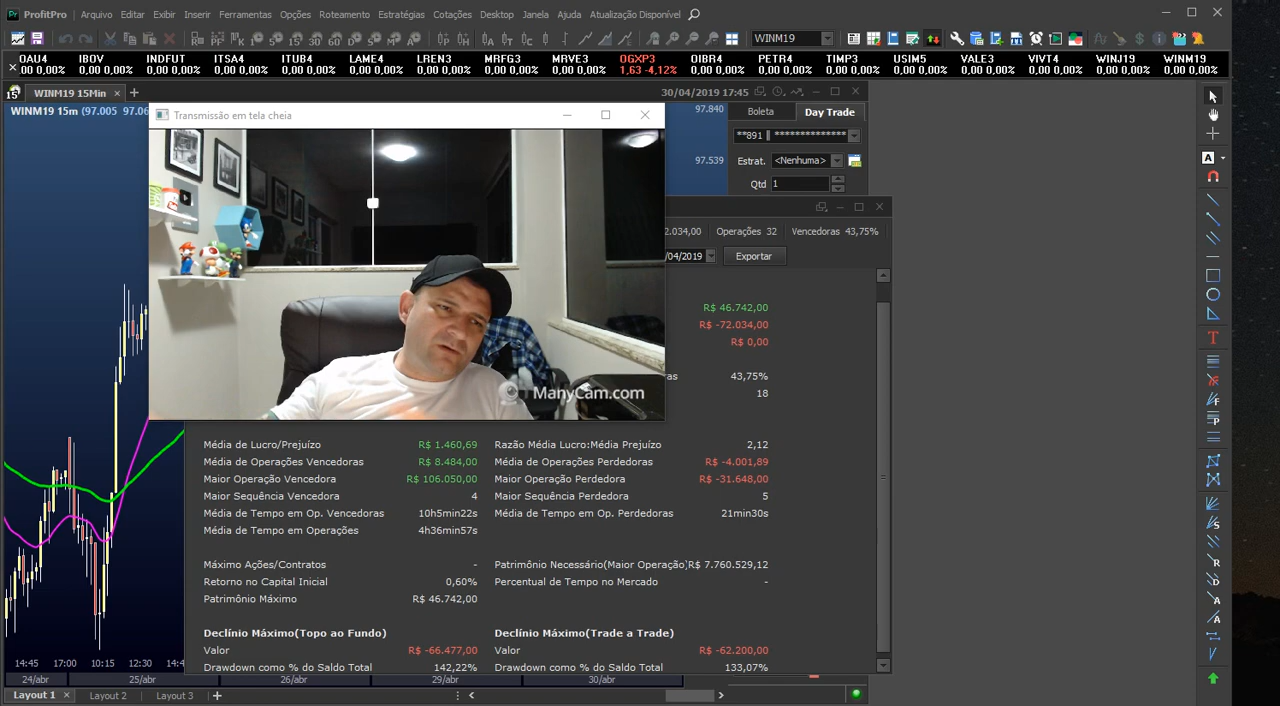 ProfitPro Arquivo Editar Exibir Inserir Ferramentas Opções Roteamento Estratégias Cotações Desktop Janela Ajuda Atualização Disponível
5 15 30 60 D WINM19
OAU4 IBOV INDFUT ITSA4 ITUB4 LAME4 LREN3 MRFG3 MRVE3 OGXP3 OIBR4 PETR4 TIMP3 USIM5 VALE3 VIVT4 WINJ19 WINM19
00 0,00% 0,00 0,00% 0,00 0,00% 0,00 0,00% 0,00 0,00% 0,00 0,00% 0,00 0,00% 0,00 0,00% 0,00 0,00% 1,63 -4,12% 0,00 0,00% 0,00 0,00% 0,00 0,00% 0,00 0,00% 0,00 0,00% 0,00 0,00% 0,00 0,00% 0,00 0,00%
15 WINM19 15Min 30/04/2019 17:45
WINM19 15m (97.005 97.06
Transmissão em tela cheia
97.840
97.539
Boleta Day Trade
**891 | **************
Estrat. <Nenhuma>
Qtd 1
2.034,00 Operações 32 Vencedoras 43,75%
/04/2019 Exportar
R$ 46.742,00
R$ -72.034,00
R$ 0,00
as 43,75%
18
ManyCam.com
Média de Lucro/Prejuízo R$ 1.460,69 Razão Média Lucro:Média Prejuízo 2,12
Média de Operações Vencedoras R$ 8.484,00 Média de Operações Perdedoras R$ -4.001,89
Maior Operação Vencedora R$ 106.050,00 Maior Operação Perdedora R$ -31.648,00
Maior Sequência Vencedora 4 Maior Sequência Perdedora 5
Média de Tempo em Op. Vencedoras 10h5min22s Média de Tempo em Op. Perdedoras 21min30s
Média de Tempo em Operações 4h36min57s
Máximo Ações/Contratos - Patrimônio Necessário(Maior Operação) R$ 7.760.529,12
Retorno no Capital Inicial 0,60% Percentual de Tempo no Mercado -
Patrimônio Máximo R$ 46.742,00
Declínio Máximo(Topo ao Fundo) Declínio Máximo(Trade a Trade)
Valor R$ -66.477,00 Valor R$ -62.200,00
Drawdown como % do Saldo Total 142,22% Drawdown como % do Saldo Total 133,07%
14:45 17:00 10:15 12:30 14:4
24/abr 25/abr 26/abr 29/abr 30/abr
Layout 1 Layout 2 Layout 3